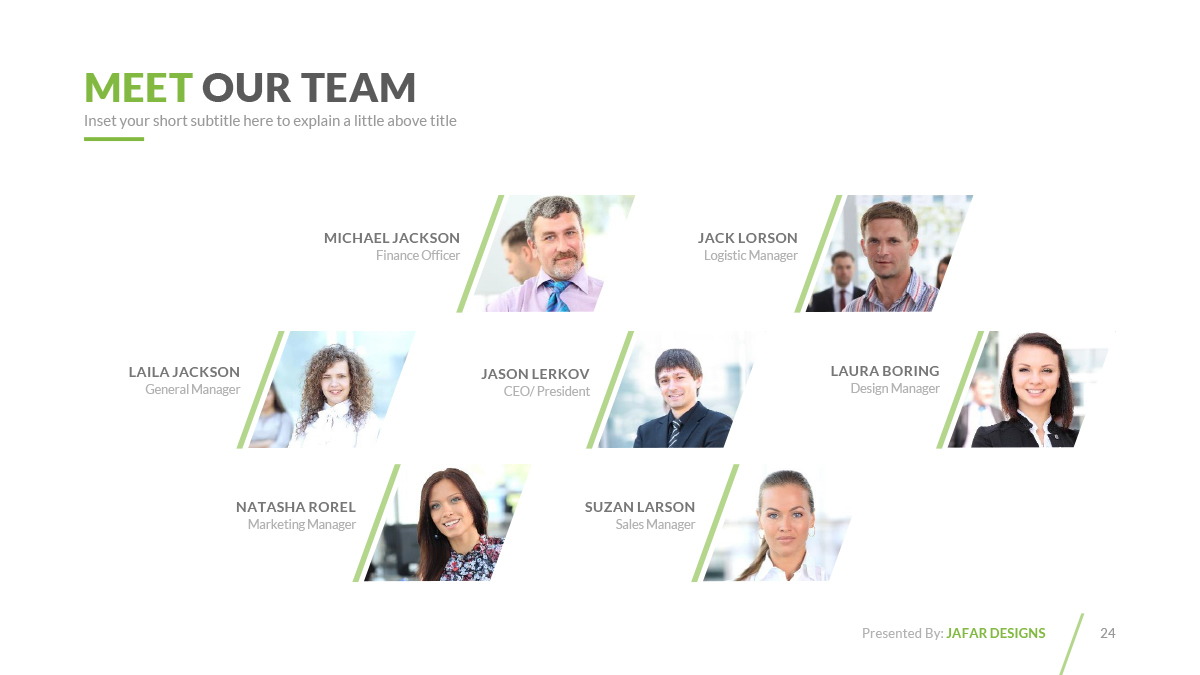 MEET OUR TEAM
Inset your short subtitle here to explain a little above title
MICHAEL JACKSON
Finance Officer
JACK LORSON
Logistic Manager
LAILA JACKSON
General Manager
JASON LERKOV
CEO/ President
LAURA BORING
Design Manager
NATASHA ROREL
Marketing Manager
SUZAN LARSON
Sales Manager
Presented By: JAFAR DESIGNS
24